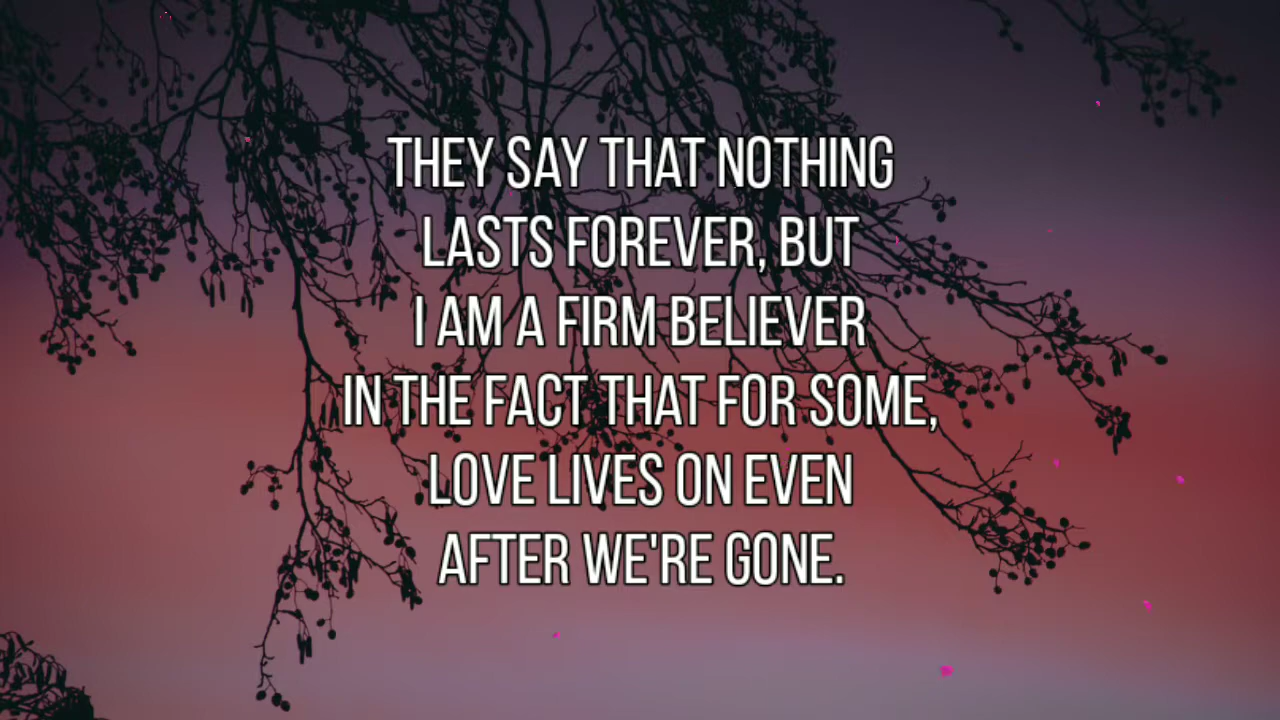 THEY SAY THAT NOTHING
LASTS FOREVER, BUT
I AM A FIRM BELIEVER
IN THE FACT THAT FOR SOME,
LOVE LIVES ON EVEN
AFTER WE'RE GONE.